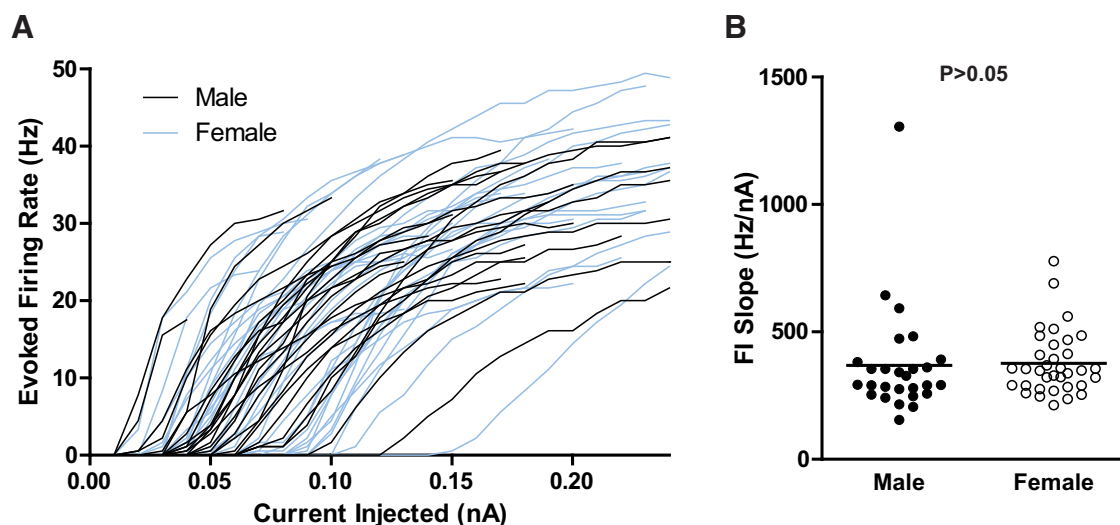 A
Evoked Firing Rate (Hz)
50
40
30
20
10
0
Male
Female
0.00 0.05 0.10 0.15 0.20
Current Injected (nA)
B
P>0.05
FI Slope (Hz/nA)
1500
1000
500
0
Male Female